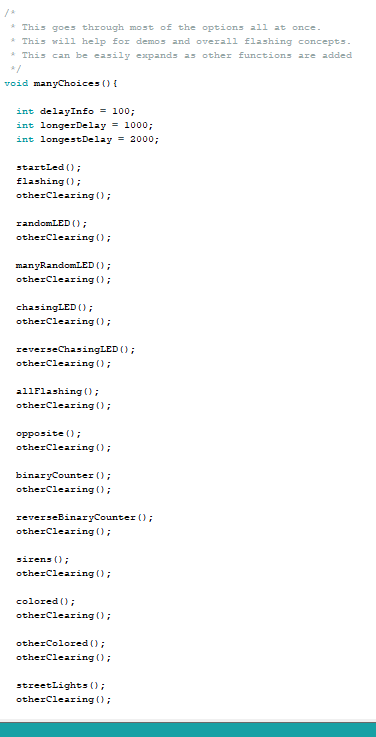 /*
* This goes through most of the options all at once.
* This will help for demos and overall flashing concepts.
* This can be easily expands as other functions are added
*/
void manyChoices(){
int delayInfo = 100;
int longerDelay = 1000;
int longestDelay = 2000;
startLed();
flashing();
otherClearing();
randomLED();
otherClearing();
manyRandomLED();
otherClearing();
chasingLED();
otherClearing();
reverseChasingLED();
otherClearing();
allFlashing();
otherClearing();
opposite();
otherClearing();
binaryCounter();
otherClearing();
reverseBinaryCounter();
otherClearing();
sirens();
otherClearing();
colored();
otherClearing();
otherColored();
otherClearing();
streetLights();
otherClearing();